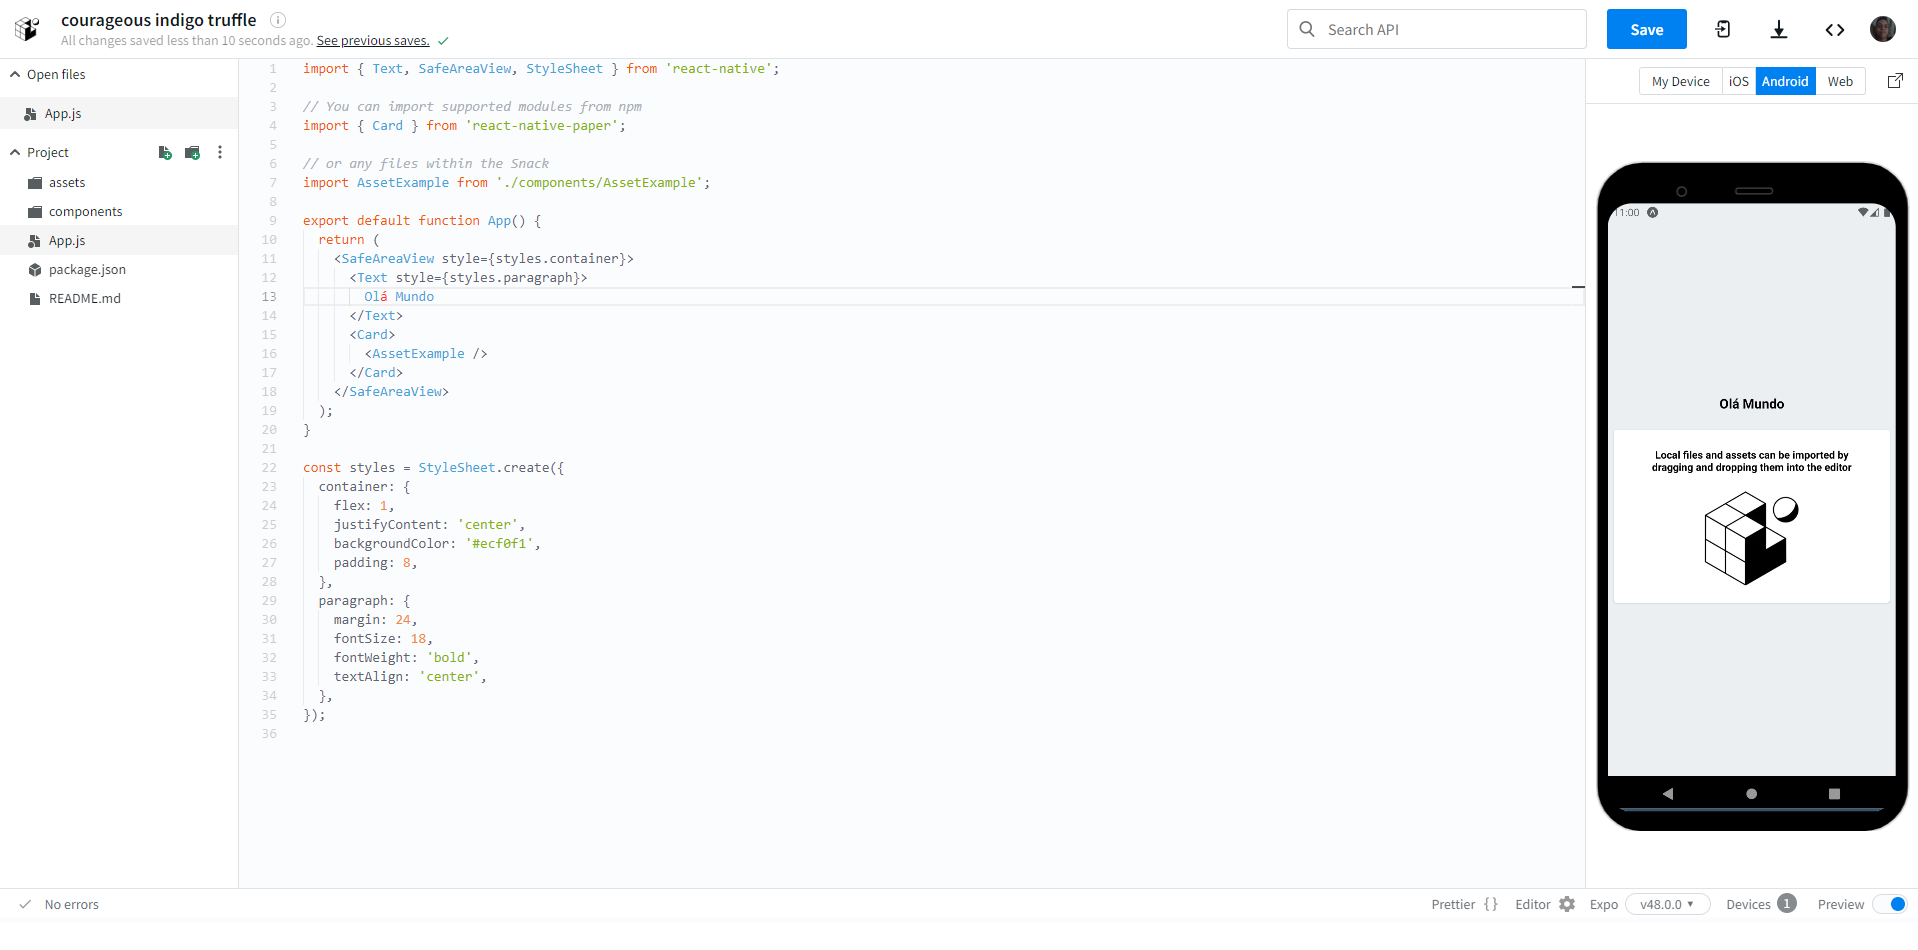 courageous indigo truffle
All changes saved less than 10 seconds ago. See previous saves.
Search API
Save
Open files
App.js
Project
assets
components
App.js
package.json
README.md
1 import { Text, SafeAreaView, StyleSheet } from 'react-native';
2
3 // You can import supported modules from npm
4 import { Card } from 'react-native-paper';
5
6 // or any files within the Snack
7 import AssetExample from './components/AssetExample';
8
9 export default function App() {
10   return (
11     <SafeAreaView style={styles.container}>
12       <Text style={styles.paragraph}>
13         Olá Mundo
14       </Text>
15       <Card>
16         <AssetExample />
17       </Card>
18     </SafeAreaView>
19   );
20 }
21
22 const styles = StyleSheet.create({
23   container: {
24     flex: 1,
25     justifyContent: 'center',
26     backgroundColor: '#ecf0f1',
27     padding: 8,
28   },
29   paragraph: {
30     margin: 24,
31     fontSize: 18,
32     fontWeight: 'bold',
33     textAlign: 'center',
34   },
35 });
36
My Device iOS Android Web
11:00
Olá Mundo
Local files and assets can be imported by
dragging and dropping them into the editor
No errors
Prettier {} Editor Expo v48.0.0 Devices 1 Preview